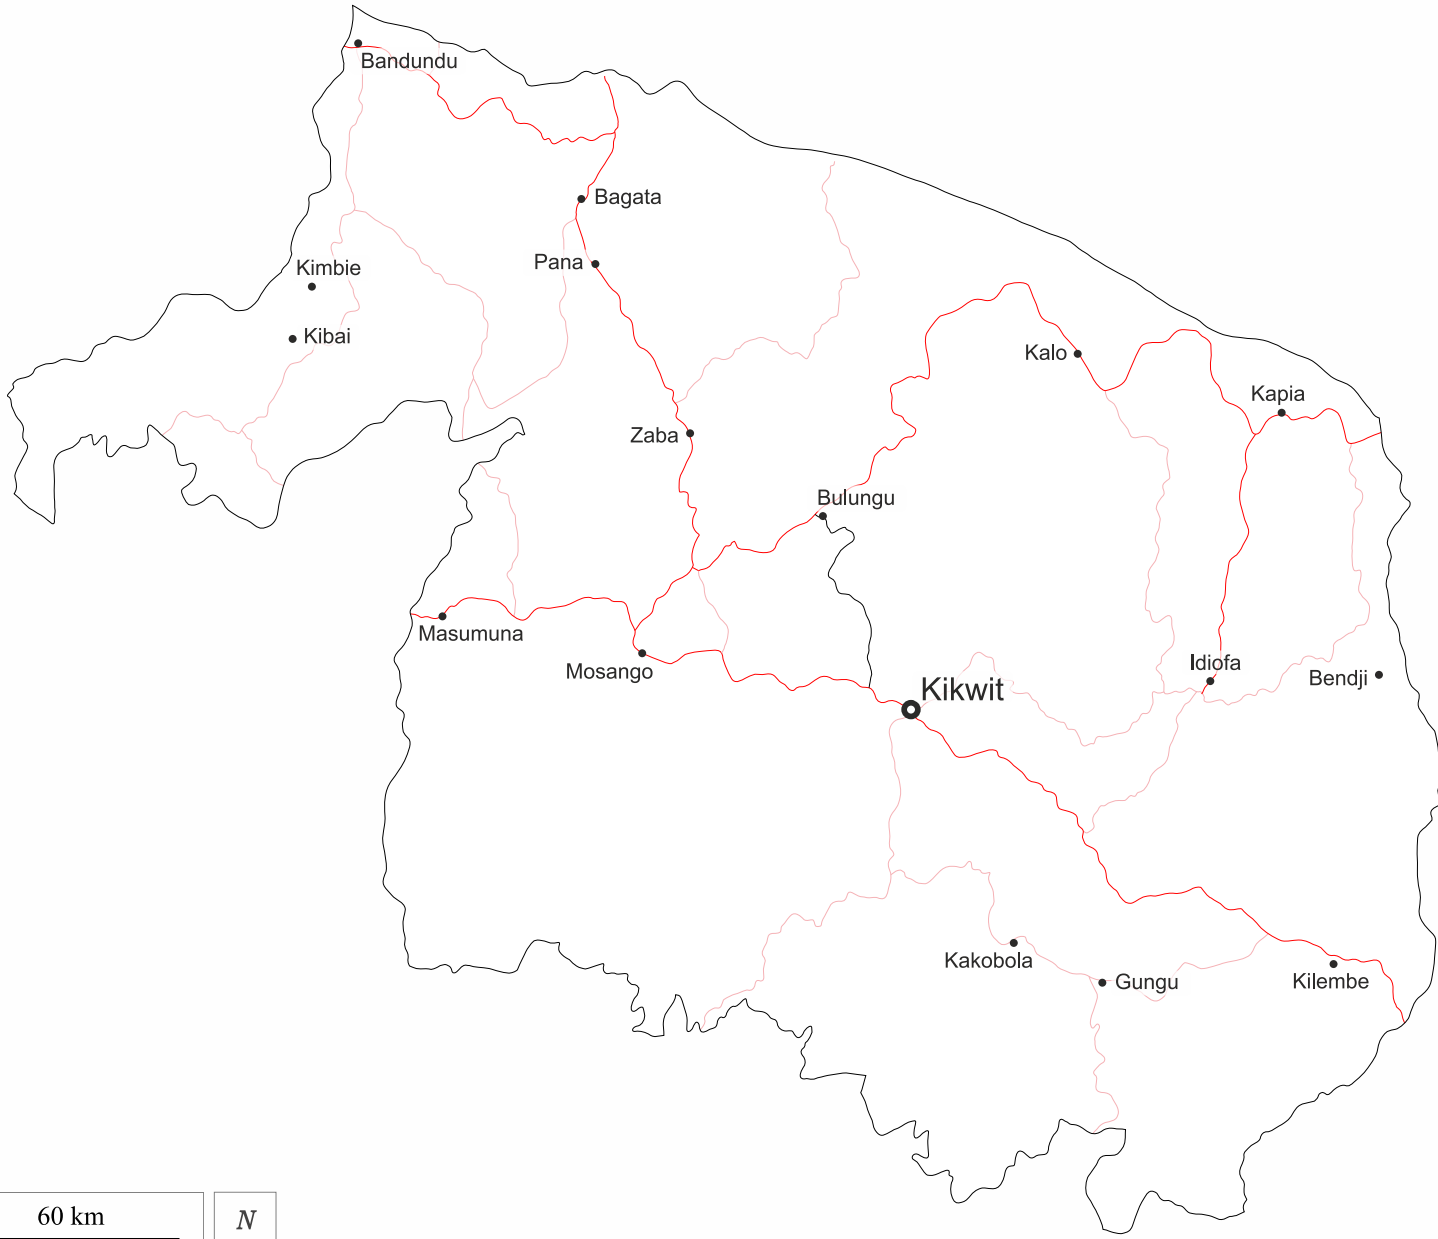 Bandundu
Bagata
Pana
Kimbie
Kibai
Kalo
Kapia
Zaba
Bulungu
Masumuna
Mosango
Idiofa
Bendji
Kikwit
Kakobola
Gungu
Kilembe
60 km
N